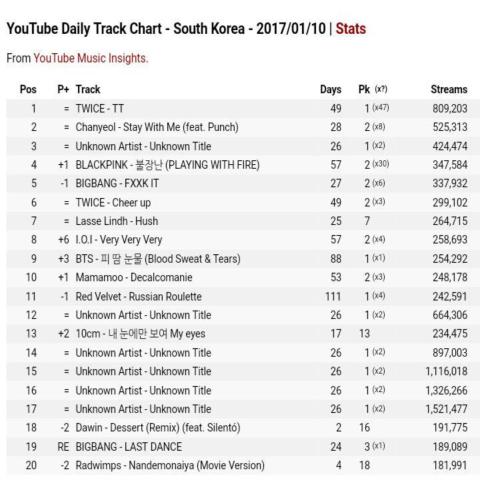 YouTube Daily Track Chart - South Korea - 2017/01/10 | Stats
From YouTube Music Insights.
Pos P+ Track Days Pk (x?) Streams
1 = TWICE - TT 49 1 (x47) 809,203
2 = Chanyeol - Stay With Me (feat. Punch) 28 2 (x8) 525,313
3 = Unknown Artist - Unknown Title 26 1 (x2) 424,474
4 +1 BLACKPINK - 불장난 (PLAYING WITH FIRE) 57 2 (x30) 347,584
5 -1 BIGBANG - FXXK IT 27 2 (x6) 337,932
6 = TWICE - Cheer up 49 2 (x3) 299,102
7 = Lasse Lindh - Hush 25 7 264,715
8 +6 I.O.I - Very Very Very 57 2 (x4) 258,693
9 +3 BTS - 피 땀 눈물 (Blood Sweat & Tears) 88 1 (x1) 254,292
10 +1 Mamamoo - Decalcomanie 53 2 (x3) 248,178
11 -1 Red Velvet - Russian Roulette 111 1 (x4) 242,591
12 = Unknown Artist - Unknown Title 26 1 (x2) 664,306
13 +2 10cm - 내 눈에만 보여 My eyes 17 13 234,475
14 = Unknown Artist - Unknown Title 26 1 (x2) 897,003
15 = Unknown Artist - Unknown Title 26 1 (x2) 1,116,018
16 = Unknown Artist - Unknown Title 26 1 (x2) 1,326,266
17 = Unknown Artist - Unknown Title 26 1 (x2) 1,521,477
18 -2 Dawin - Dessert (Remix) (feat. Silentó) 2 16 191,775
19 RE BIGBANG - LAST DANCE 24 3 (x1) 189,089
20 -2 Radwimps - Nandemonaiya (Movie Version) 4 18 181,991